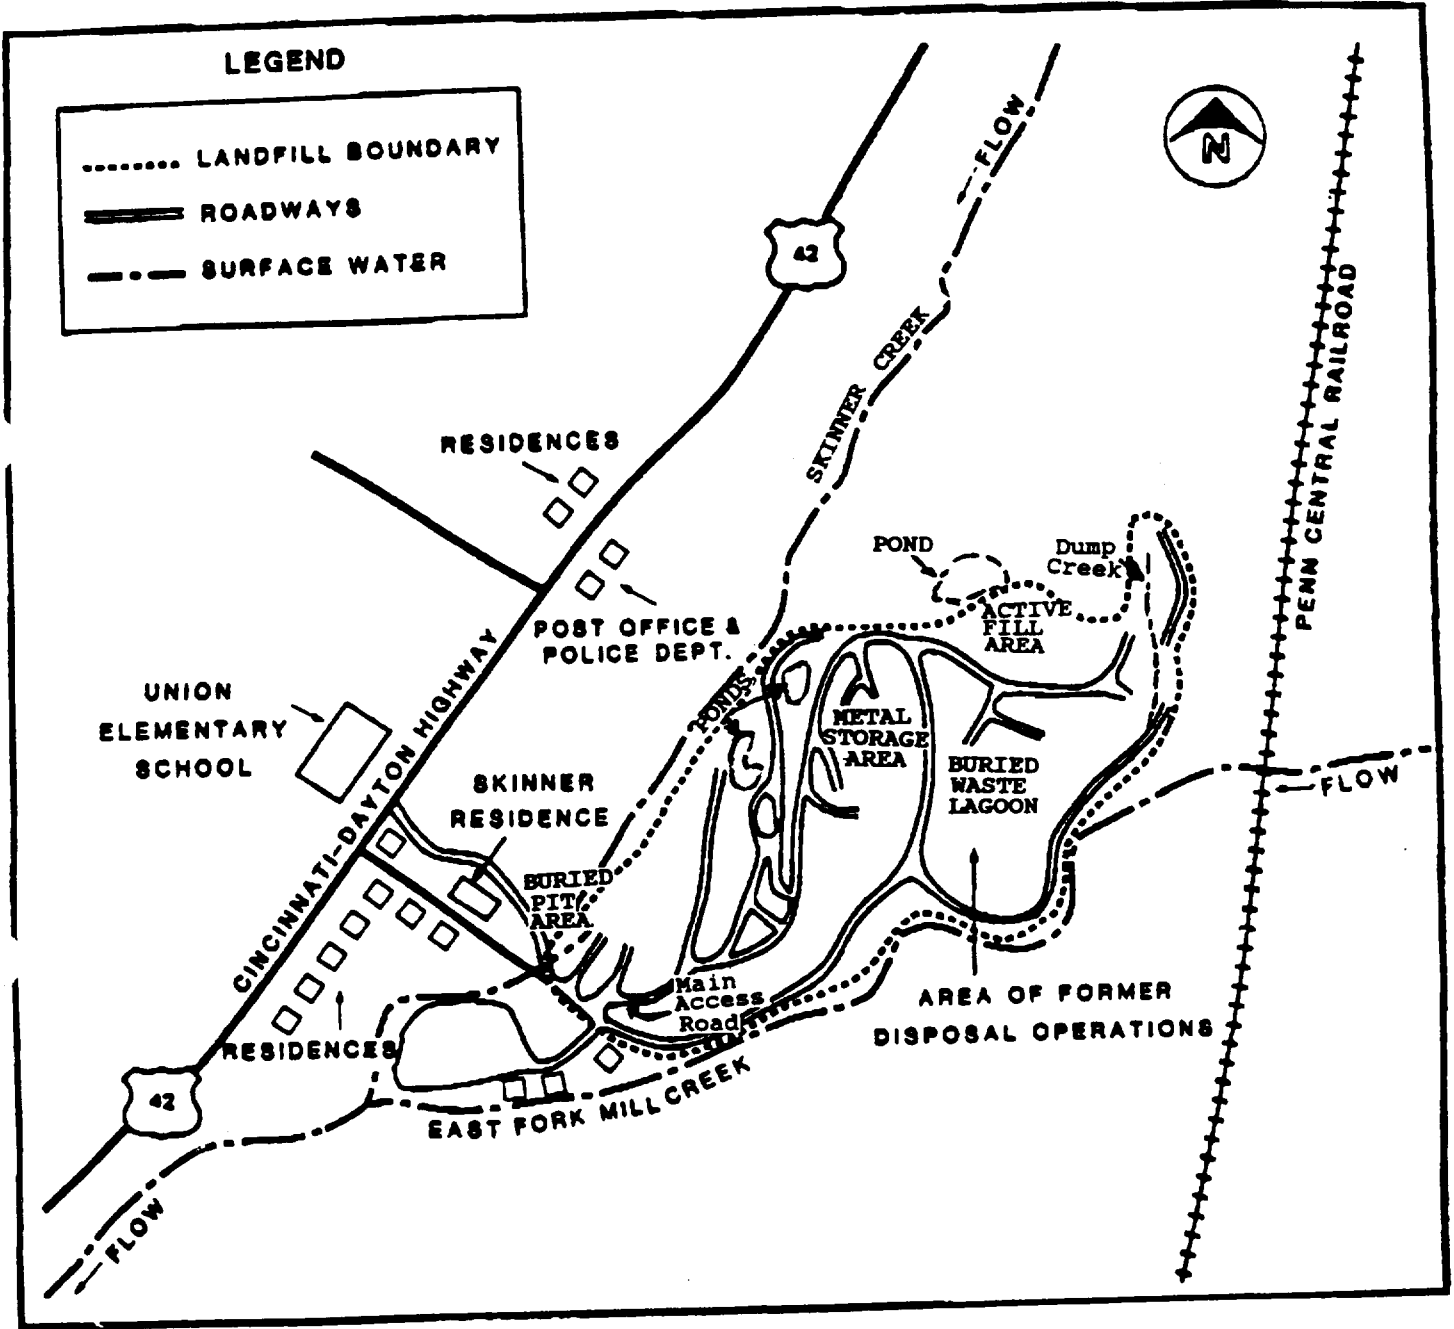 LEGEND
LANDFILL BOUNDARY
ROADWAYS
SURFACE WATER
FLOW
N
42
SKINNER CREEK
PENN CENTRAL RAILROAD
RESIDENCES
POND
Dump
Creek
ACTIVE
FILL
AREA
POST OFFICE &
POLICE DEPT.
UNION
ELEMENTARY
SCHOOL
CINCINNATI-DAYTON HIGHWAY
PONDS
METAL
STORAGE
AREA
BURIED
WASTE
LAGOON
FLOW
SKINNER
RESIDENCE
BURIED
PIT
AREA
Main
Access
Road
AREA OF FORMER
DISPOSAL OPERATIONS
RESIDENCES
42
EAST FORK MILL CREEK
FLOW